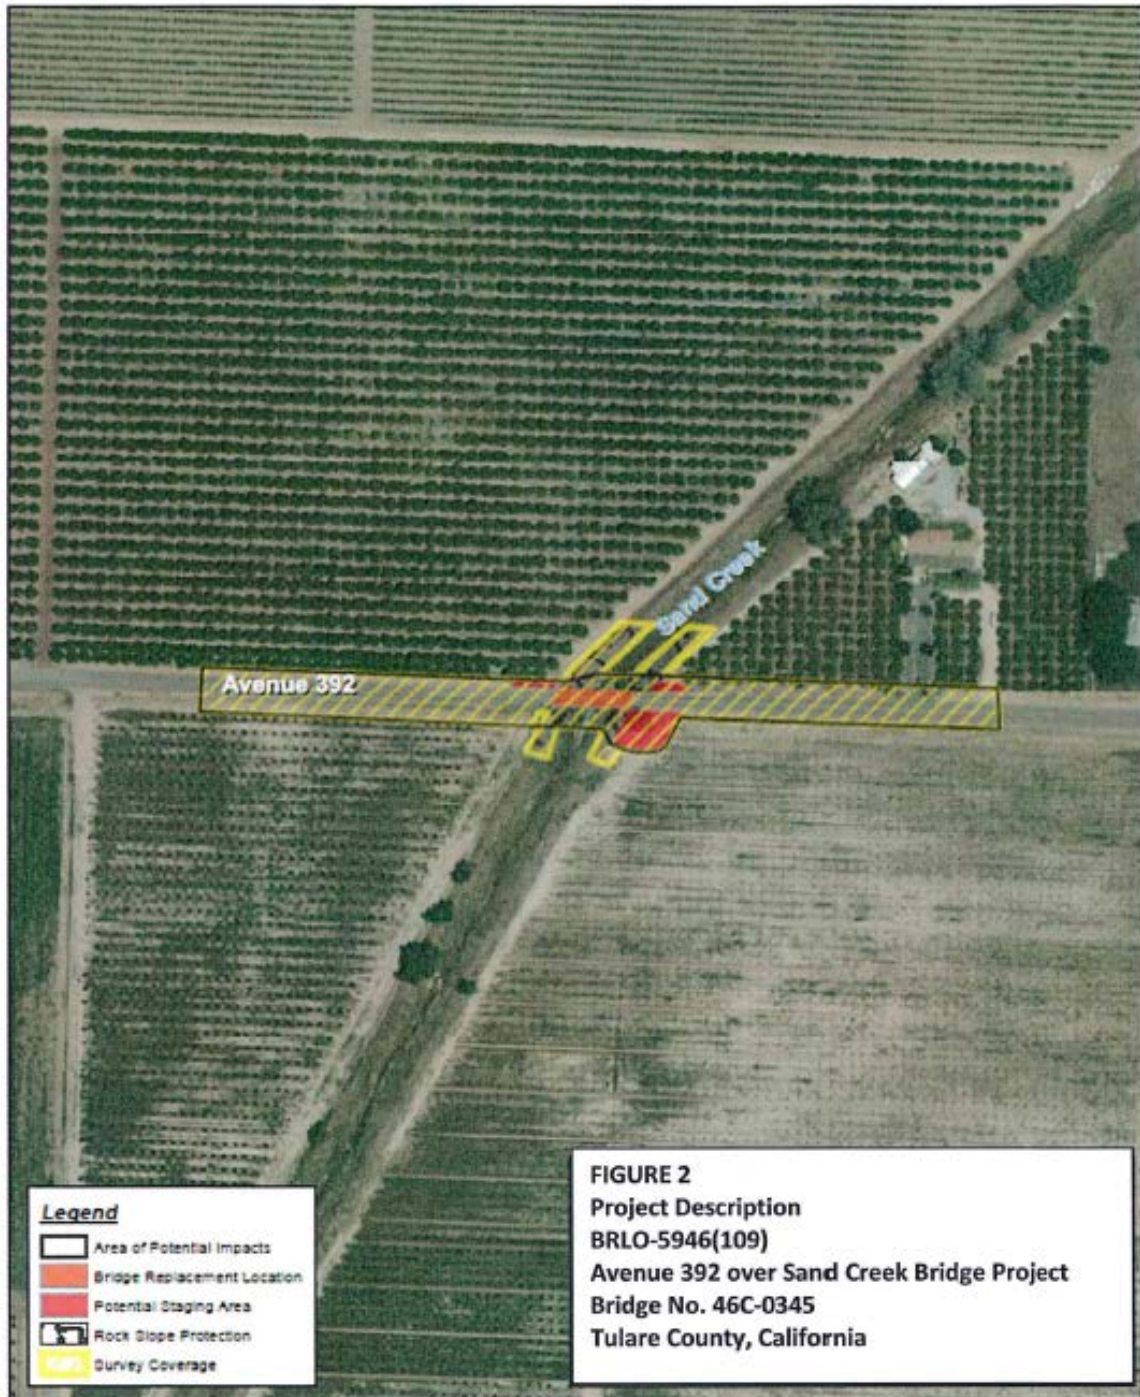 Sand Creek
Avenue 392
Legend
Area of Potential Impacts
Bridge Replacement Location
Potential Staging Area
Rock Slope Protection
Survey Coverage
FIGURE 2
Project Description
BRLO-5946(109)
Avenue 392 over Sand Creek Bridge Project
Bridge No. 46C-0345
Tulare County, California